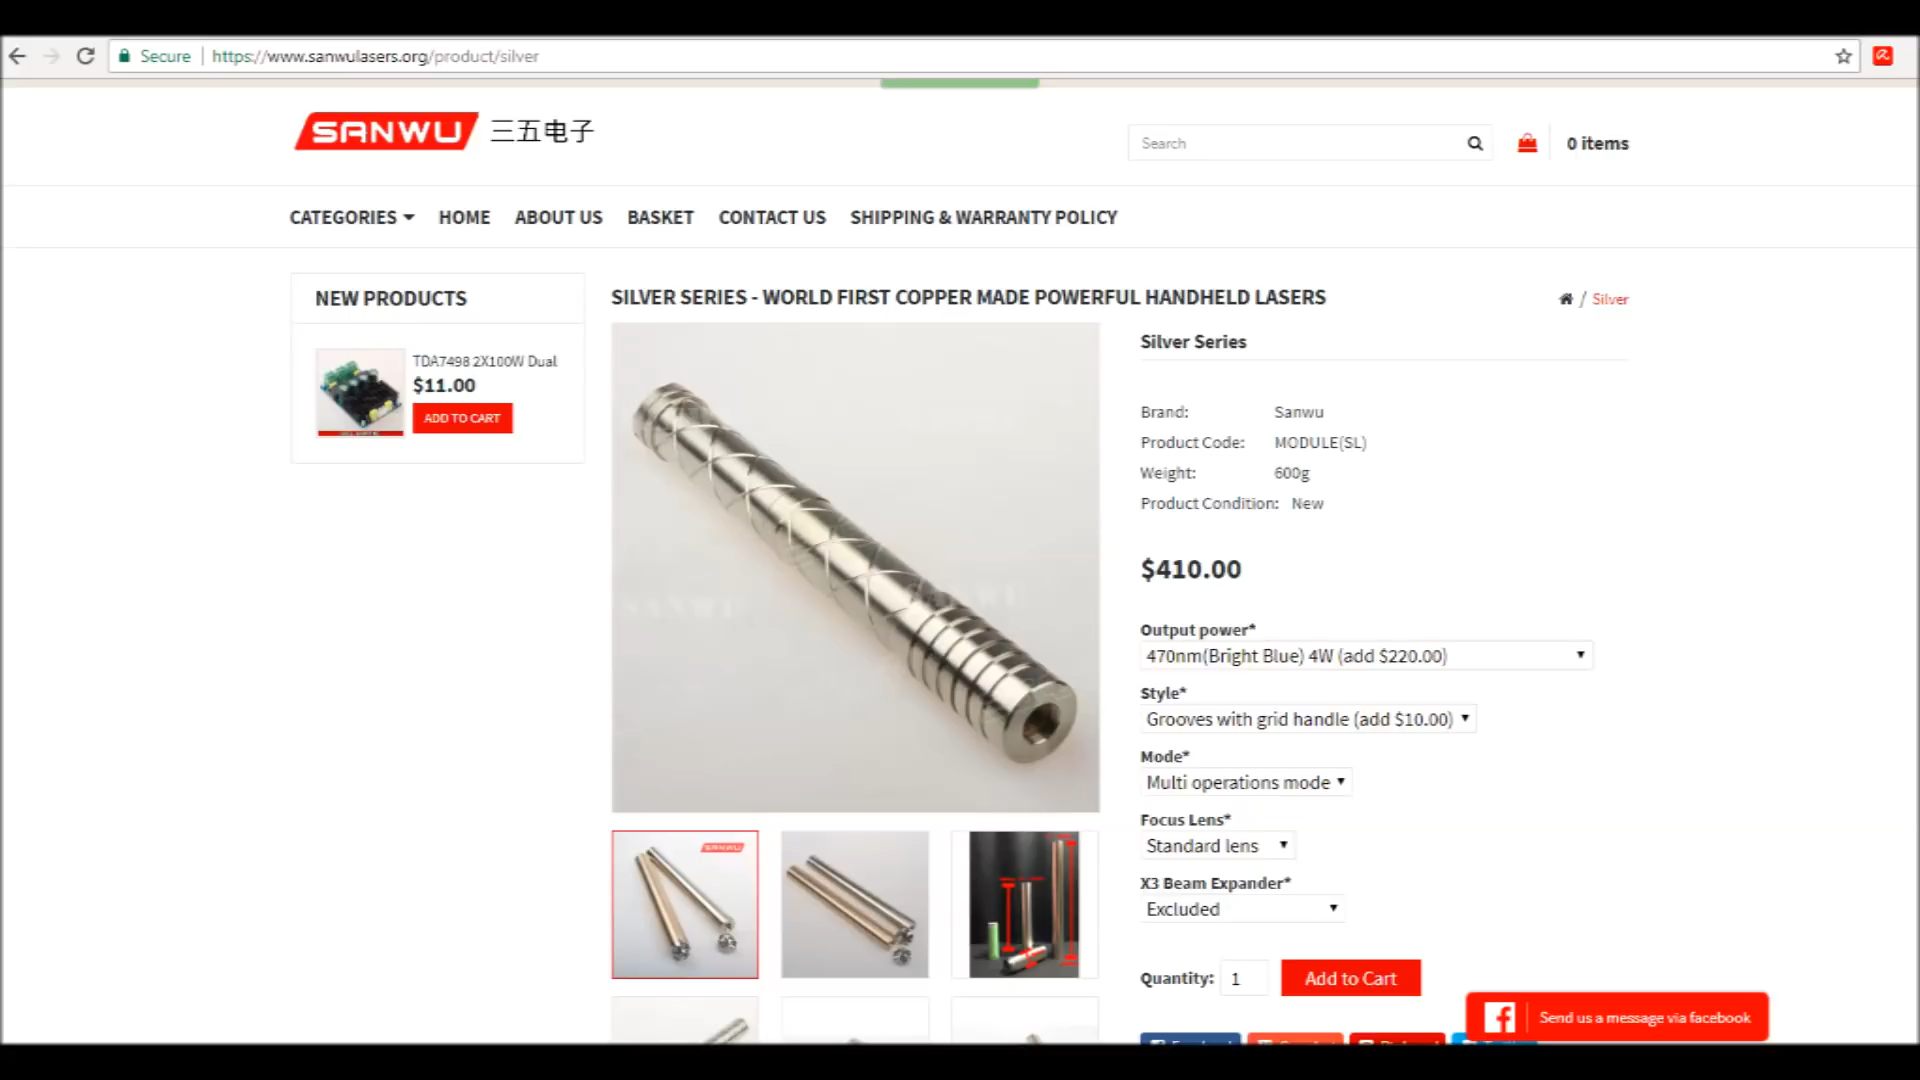 Secure https://www.sanwulasers.org/product/silver
SANWU 三五电子
Search
0 items
CATEGORIES HOME ABOUT US BASKET CONTACT US SHIPPING & WARRANTY POLICY
NEW PRODUCTS
TDA7498 2X100W Dual
$11.00
ADD TO CART
SILVER SERIES - WORLD FIRST COPPER MADE POWERFUL HANDHELD LASERS
/ Silver
SANWU
SANWU
SANWU
Silver Series
Brand: Sanwu
Product Code: MODULE(SL)
Weight: 600g
Product Condition: New
$410.00
Output power*
470nm(Bright Blue) 4W (add $220.00)
Style*
Grooves with grid handle (add $10.00)
Mode*
Multi operations mode
Focus Lens*
Standard lens
X3 Beam Expander*
Excluded
Quantity: 1 Add to Cart
Send us a message via facebook